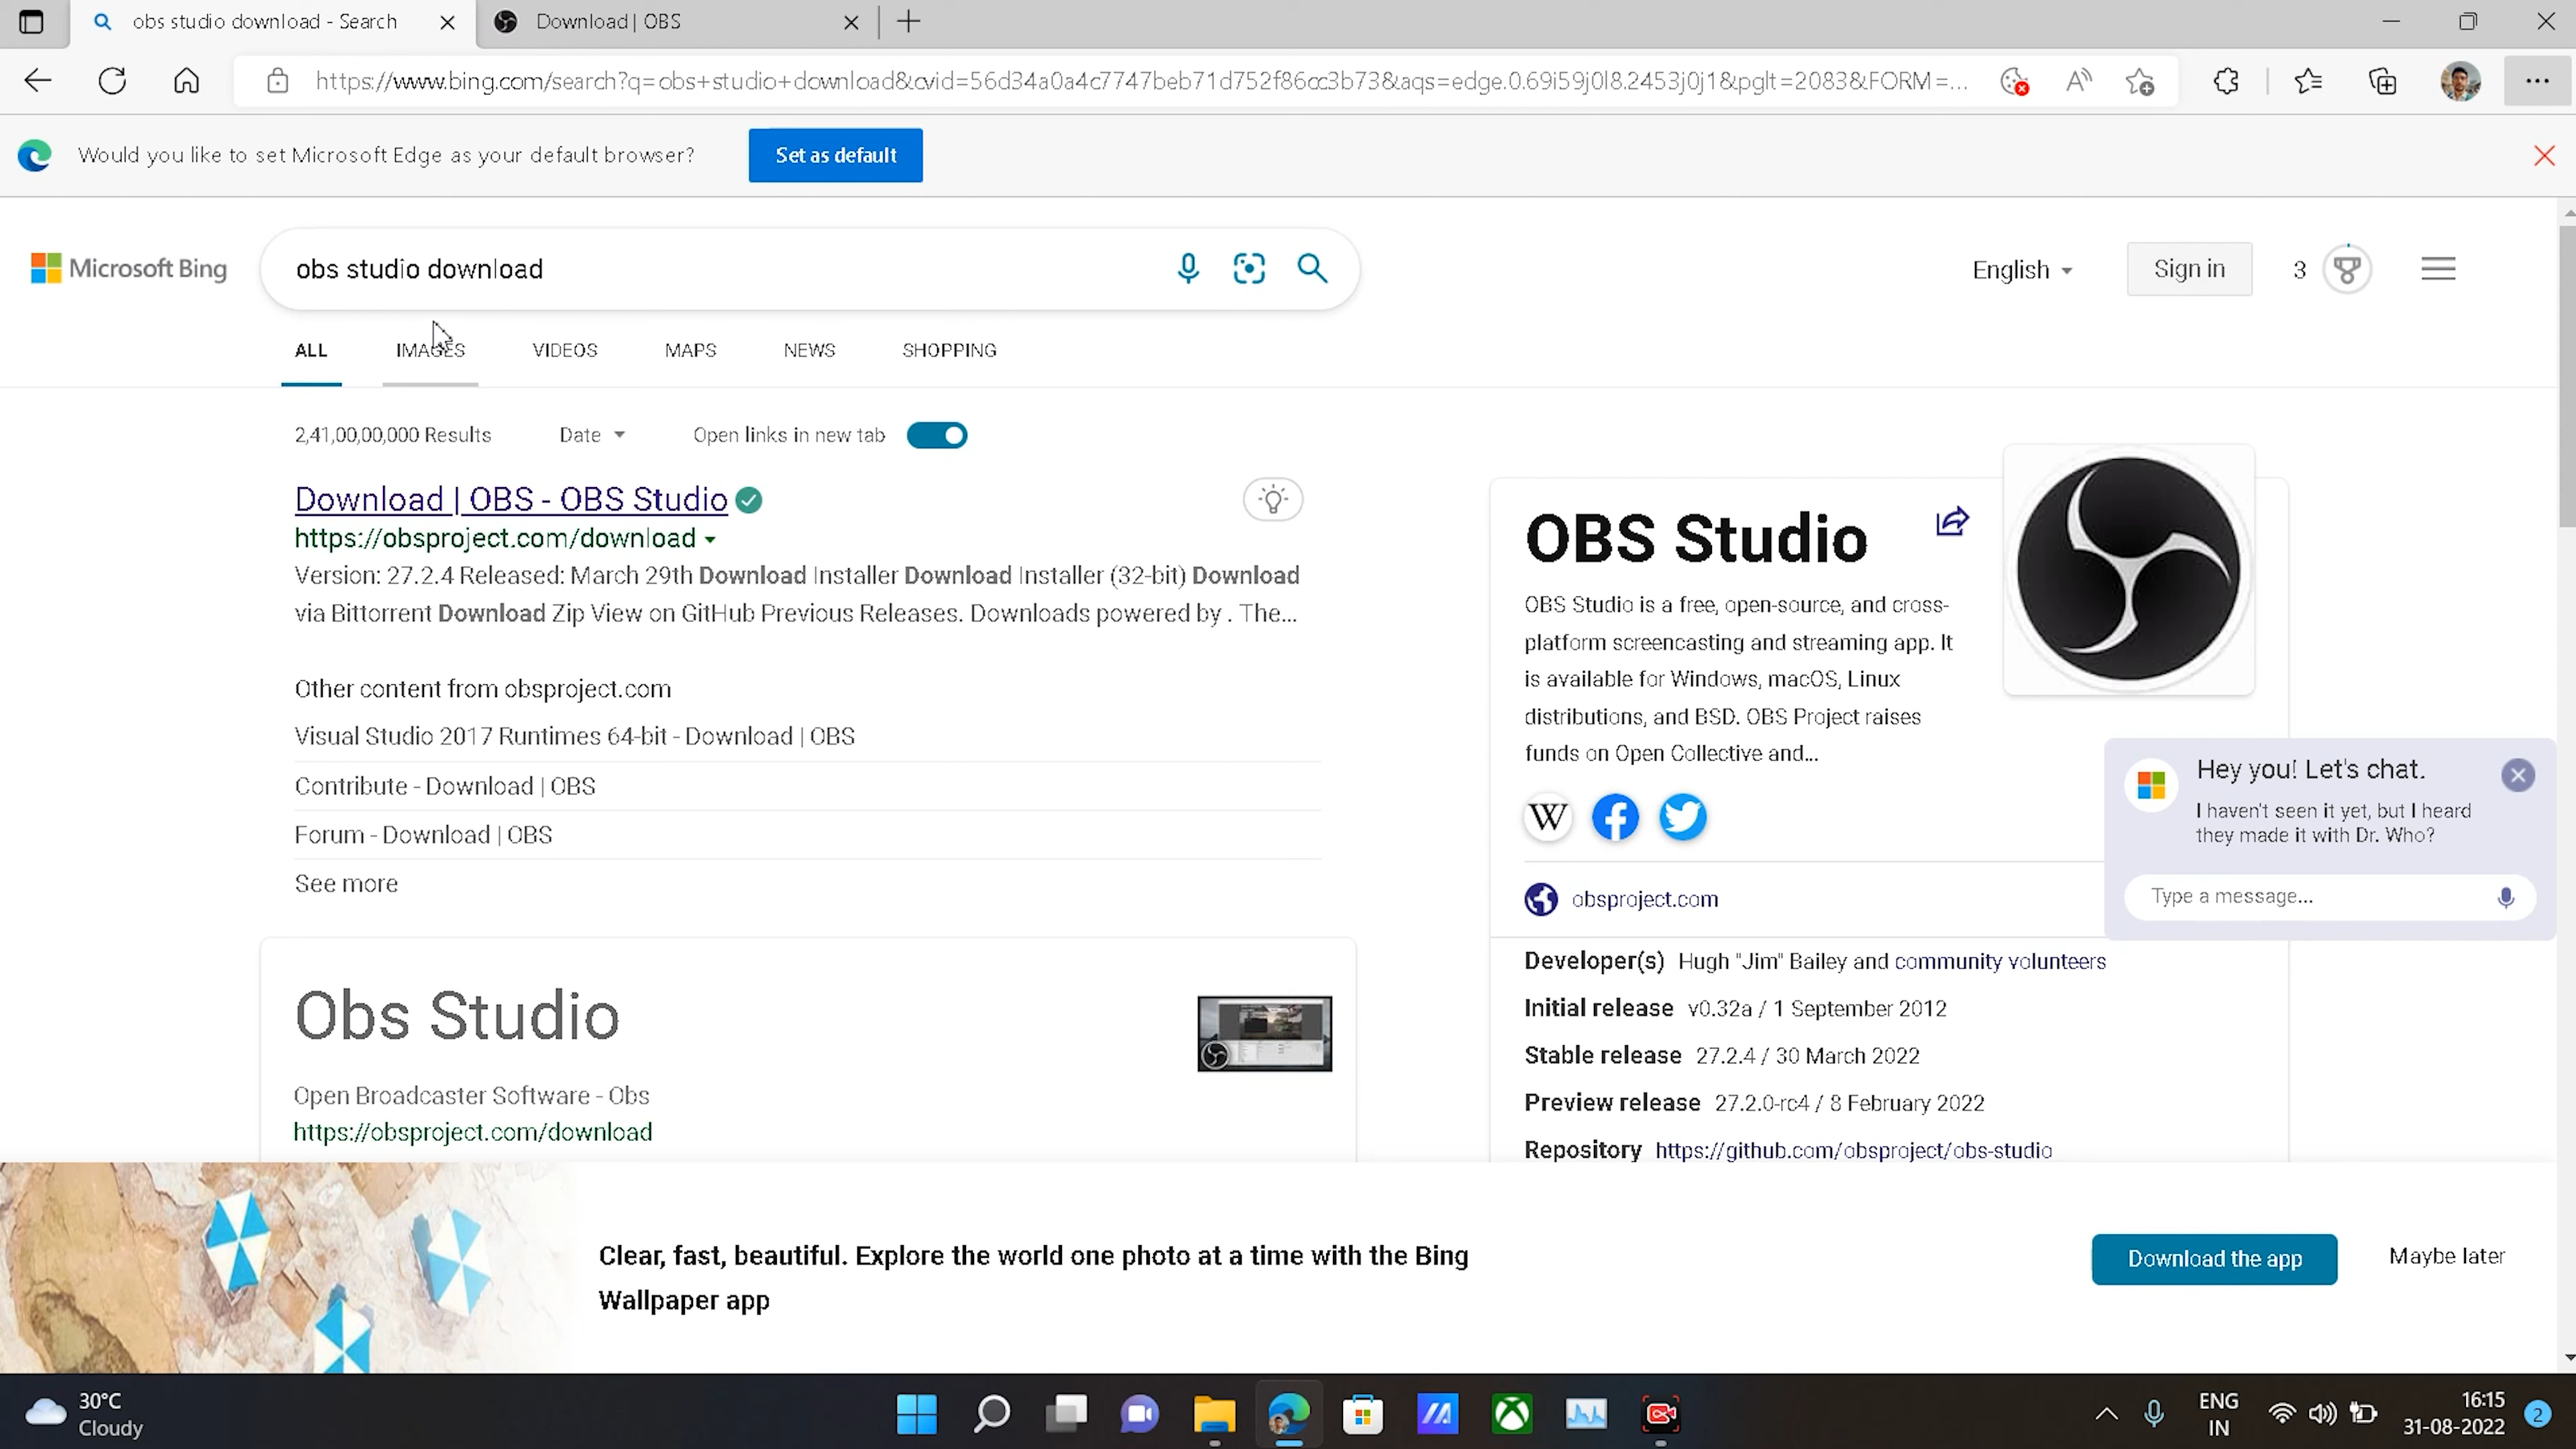 obs studio download - Search
Download | OBS
https://www.bing.com/search?q=obs+studio+download&cvid=56d34a0a4c7747beb71d752f86cc3b73&aqs=edge.0.69i59j0l8.2453j0j1&pglt=2083&FORM=...
Would you like to set Microsoft Edge as your default browser?
Set as default
Microsoft Bing
obs studio download
English
Sign in
3
ALL
IMAGES
VIDEOS
MAPS
NEWS
SHOPPING
2,41,00,00,000 Results
Date
Open links in new tab
Download | OBS - OBS Studio
https://obsproject.com/download
Version: 27.2.4 Released: March 29th Download Installer Download Installer (32-bit) Download
via Bittorrent Download Zip View on GitHub Previous Releases. Downloads powered by . The...
Other content from obsproject.com
Visual Studio 2017 Runtimes 64-bit - Download | OBS
Contribute - Download | OBS
Forum - Download | OBS
See more
Obs Studio
Open Broadcaster Software - Obs
https://obsproject.com/download
OBS Studio
OBS Studio is a free, open-source, and cross-
platform screencasting and streaming app. It
is available for Windows, macOS, Linux
distributions, and BSD. OBS Project raises
funds on Open Collective and...
W
obsproject.com
Developer(s) Hugh "Jim" Bailey and community volunteers
Initial release v0.32a / 1 September 2012
Stable release 27.2.4 / 30 March 2022
Preview release 27.2.0-rc4 / 8 February 2022
Repository https://github.com/obsproject/obs-studio
Hey you! Let's chat.
I haven't seen it yet, but I heard
they made it with Dr. Who?
Type a message...
Clear, fast, beautiful. Explore the world one photo at a time with the Bing
Wallpaper app
Download the app
Maybe later
30°C
Cloudy
ENG
IN
16:15
31-08-2022
2